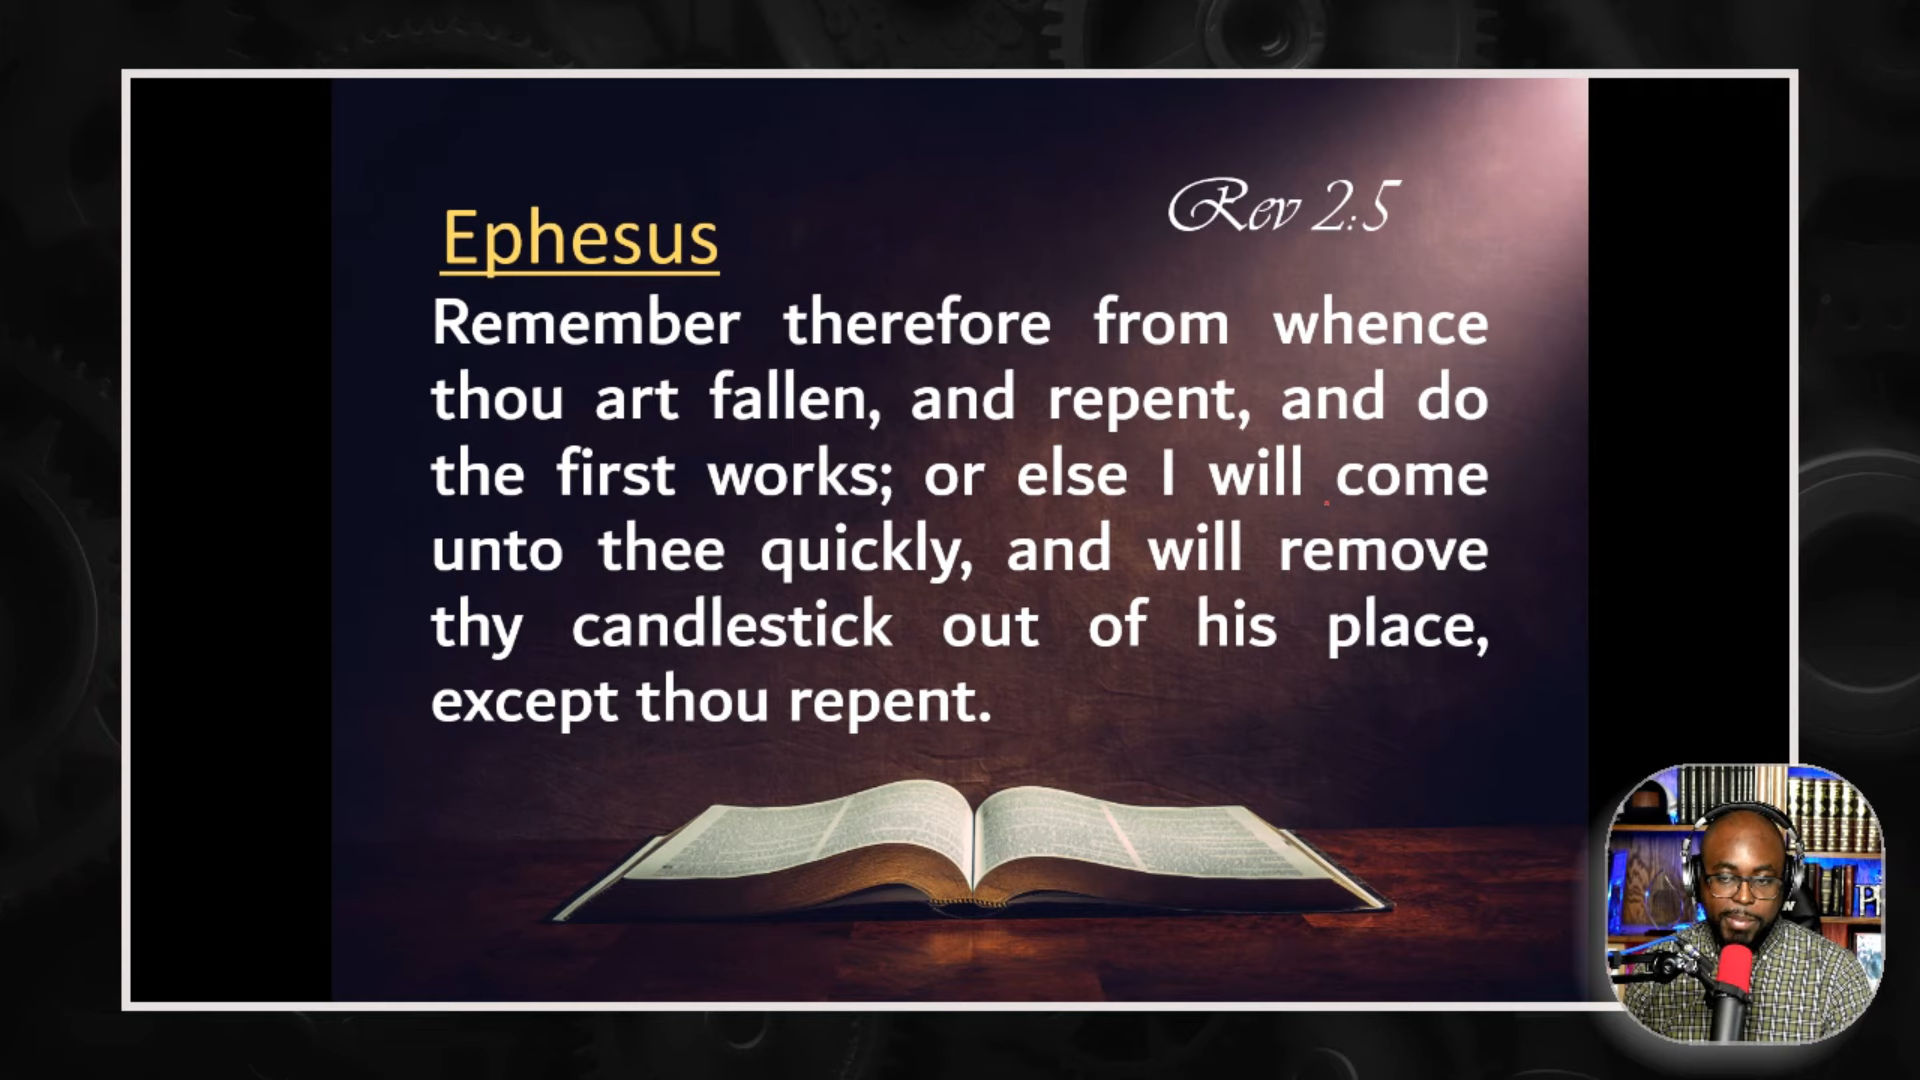 Rev 2:5
Ephesus
Remember therefore from whence
thou art fallen, and repent, and do
the first works; or else I will come
unto thee quickly, and will remove
thy candlestick out of his place,
except thou repent.